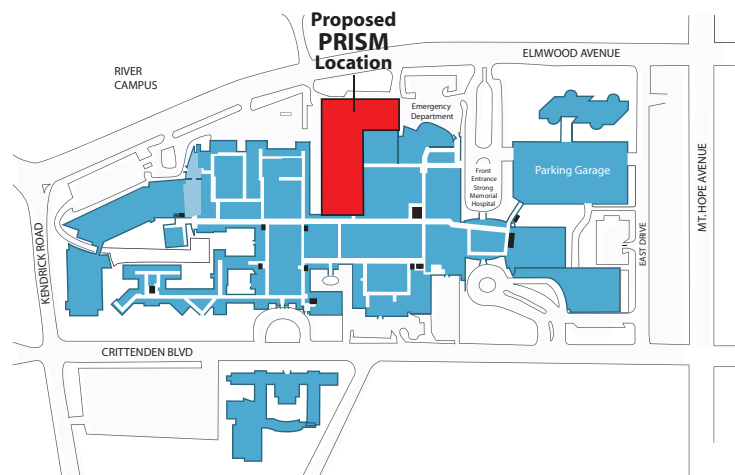 Proposed
PRISM
Location
ELMWOOD AVENUE
RIVER
CAMPUS
Emergency
Department
Front
Entrance
Strong
Memorial
Hospital
Parking Garage
MT. HOPE AVENUE
KENDRICK ROAD
EAST DRIVE
CRITTENDEN BLVD